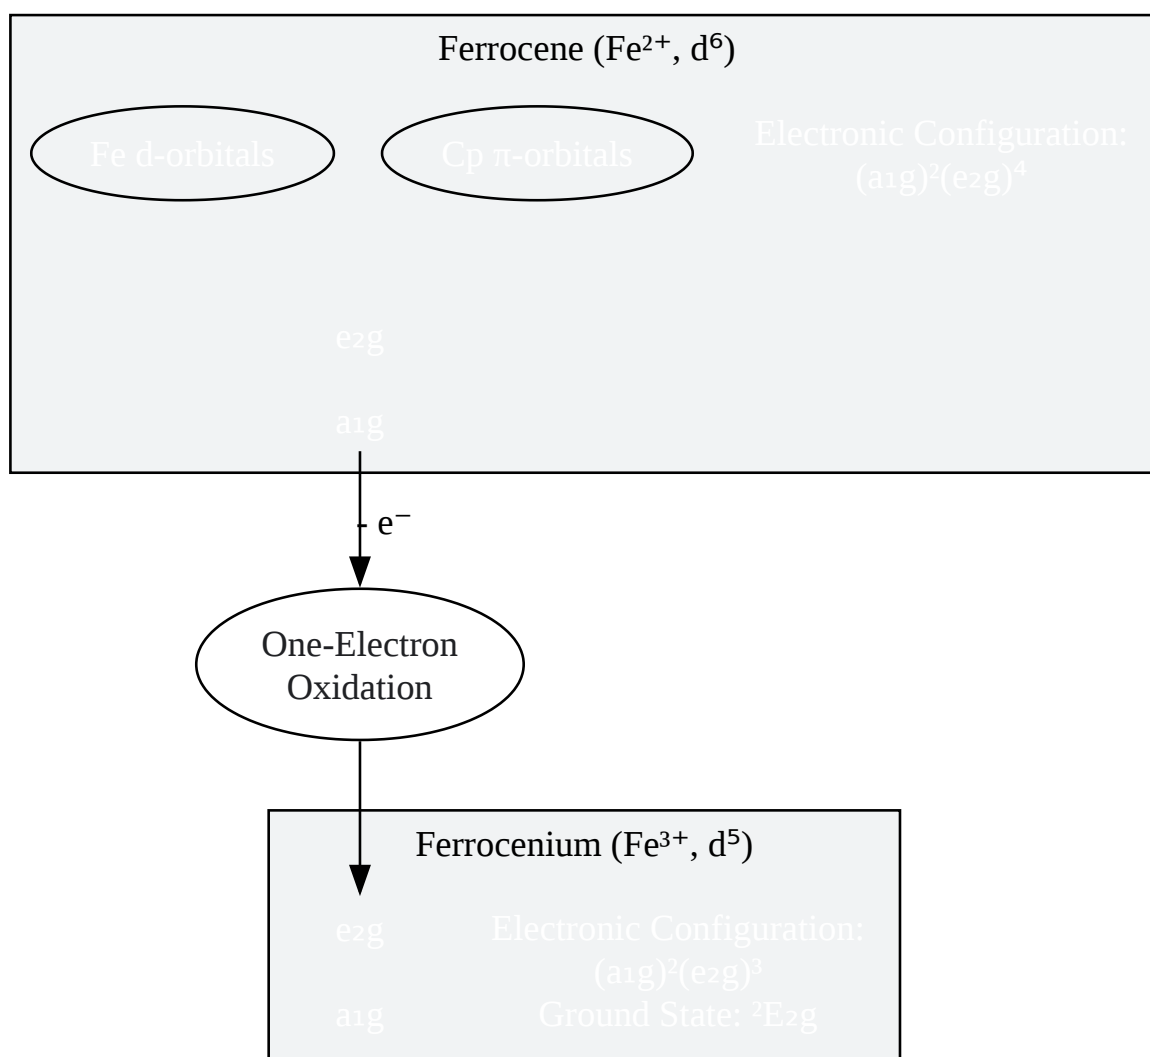 Ferrocene (Fe²⁺, d⁶)
Fe d-orbitals
Cp π-orbitals
Electronic Configuration:
(a₁g)²(e₂g)⁴
e₂g
a₁g
- e⁻
One-Electron
Oxidation
Ferrocenium (Fe³⁺, d⁵)
e₂g
Electronic Configuration:
(a₁g)²(e₂g)³
a₁g
Ground State: ²E₂g